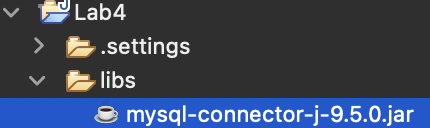 Lab4
.settings
libs
mysql-connector-j-9.5.0.jar